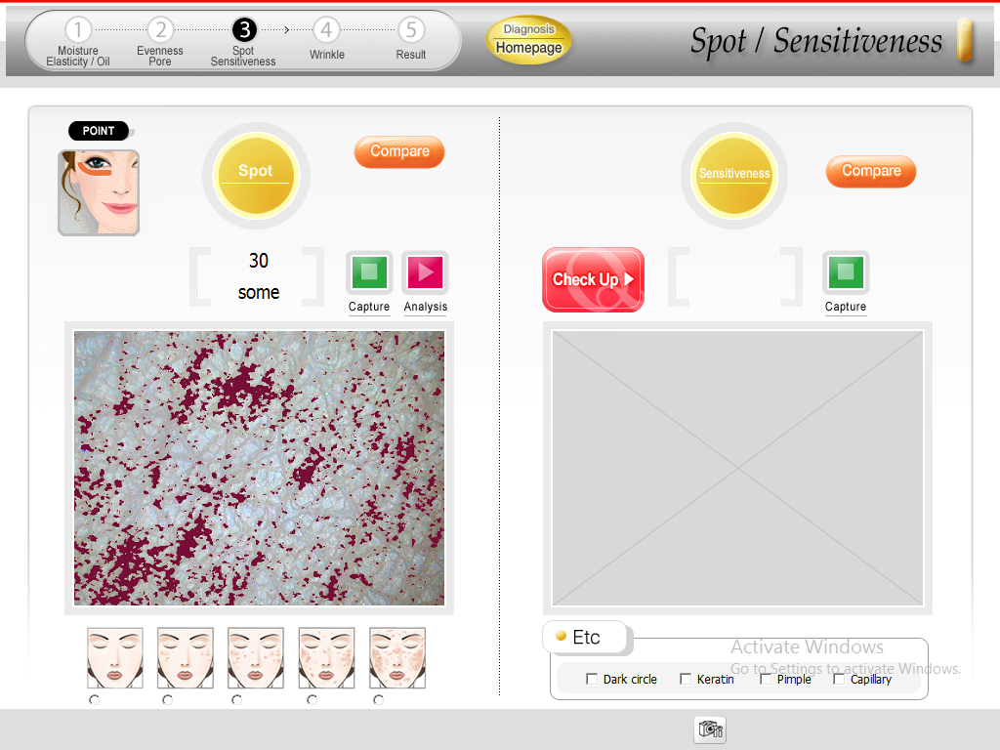 1
2
3
4
5
Moisture
Elasticity / Oil
Evenness
Pore
Spot
Sensitiveness
Wrinkle
Result
Diagnosis
Homepage
Spot / Sensitiveness
POINT
Spot
Compare
30
some
Capture
Analysis
Sensitiveness
Compare
Check Up
Capture
Etc
Dark circle
Keratin
Pimple
Capillary
Activate Windows
Go to Settings to activate Windows.